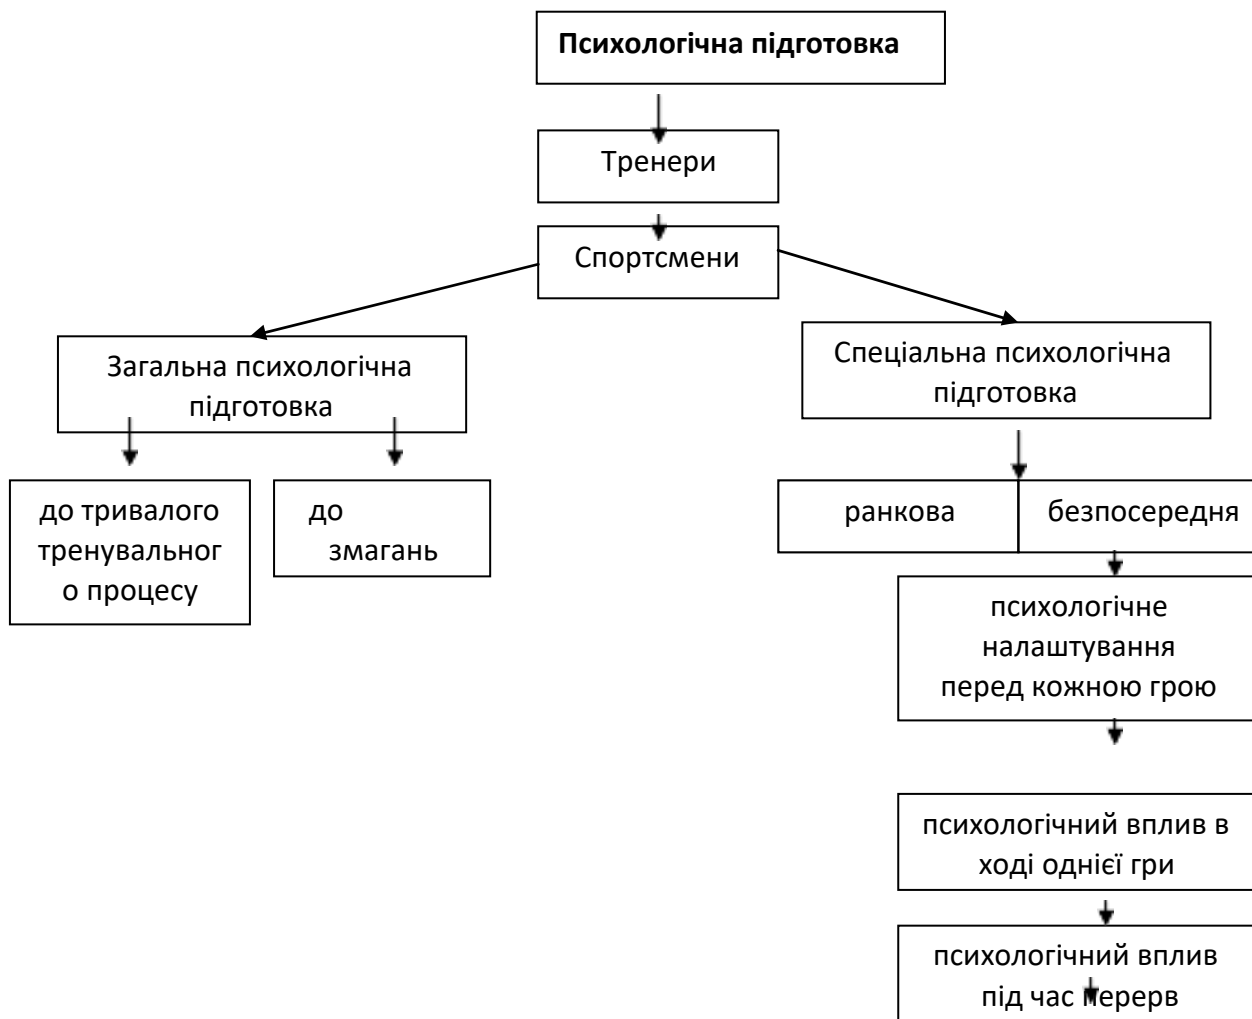 Психологічна підготовка
Тренери
Спортсмени
Загальна психологічна
підготовка
Спеціальна психологічна
підготовка
до тривалого
тренувальног
о процесу
до
змагань
ранкова
безпосередня
психологічне
налаштування
перед кожною грою
психологічний вплив в
ході однієї гри
психологічний вплив
під час перерв